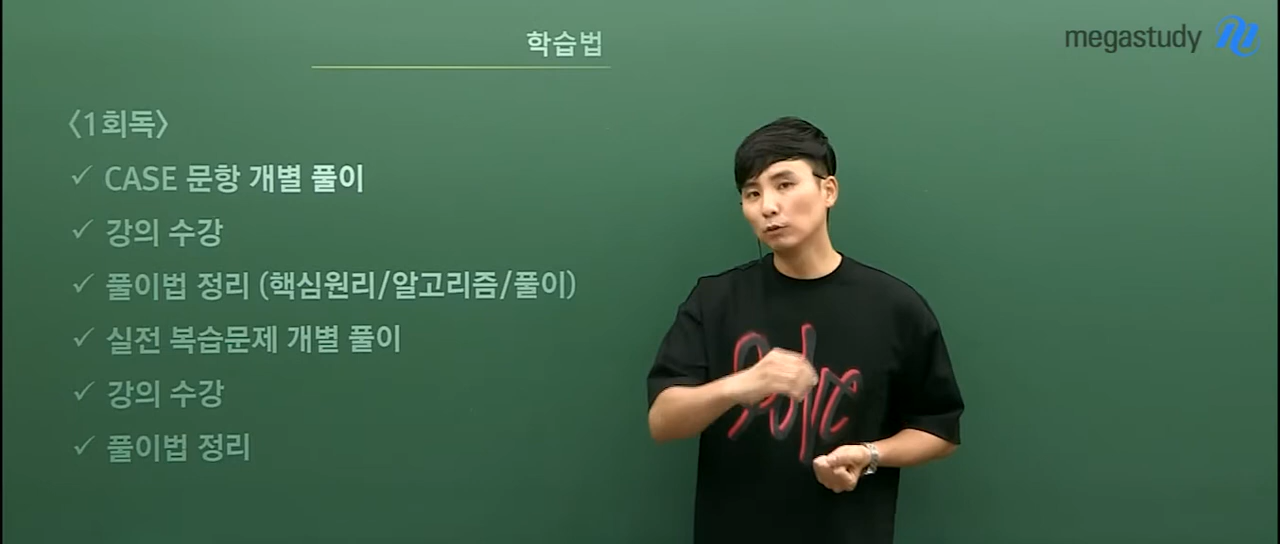 학습법
megastudy
〈1회독〉
✓ CASE 문항 개별 풀이
✓ 강의 수강
✓ 풀이법 정리 (핵심원리/알고리즘/풀이)
✓ 실전 복습문제 개별 풀이
✓ 강의 수강
✓ 풀이법 정리